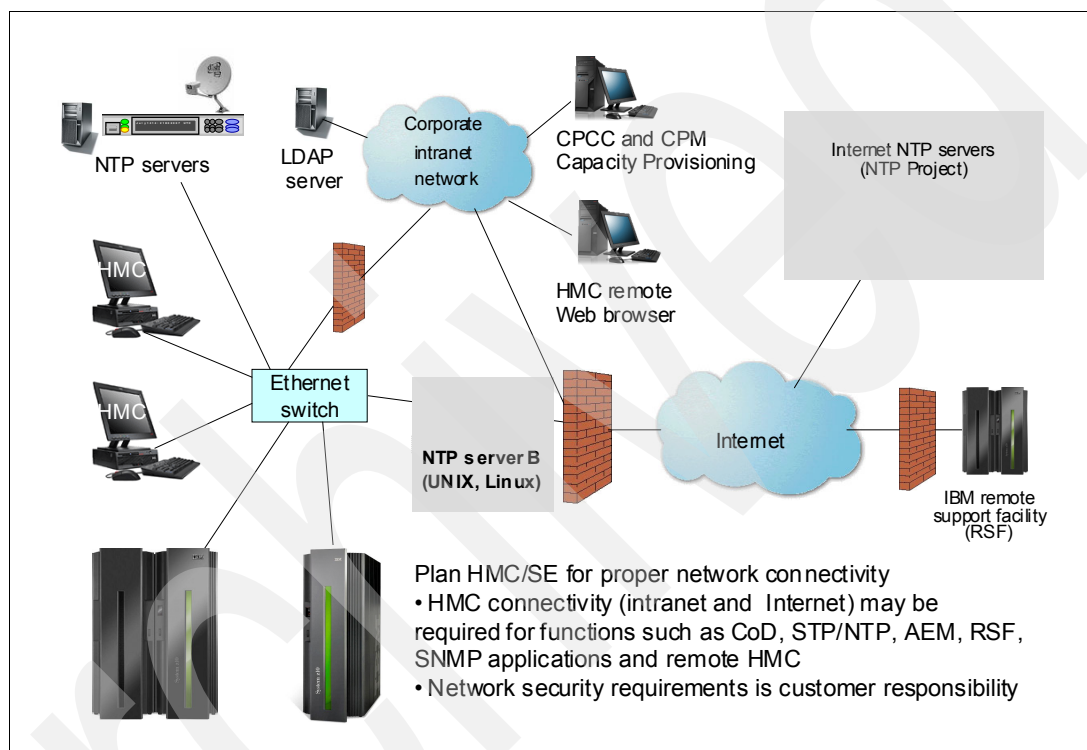 NTP servers
LDAP
server
Corporate
intranet
network
CPCC and CPM
Capacity Provisioning
Internet NTP servers
(NTP Project)
HMC
HMC remote
Web browser
HMC
Ethernet
switch
NTP server B
(UNIX, Linux)
Internet
IBM remote
support facility
(RSF)
Plan HMC/SE for proper network connectivity
• HMC connectivity (intranet and Internet) may be
required for functions such as CoD, STP/NTP, AEM, RSF,
SNMP applications and remote HMC
• Network security requirements is customer responsibility